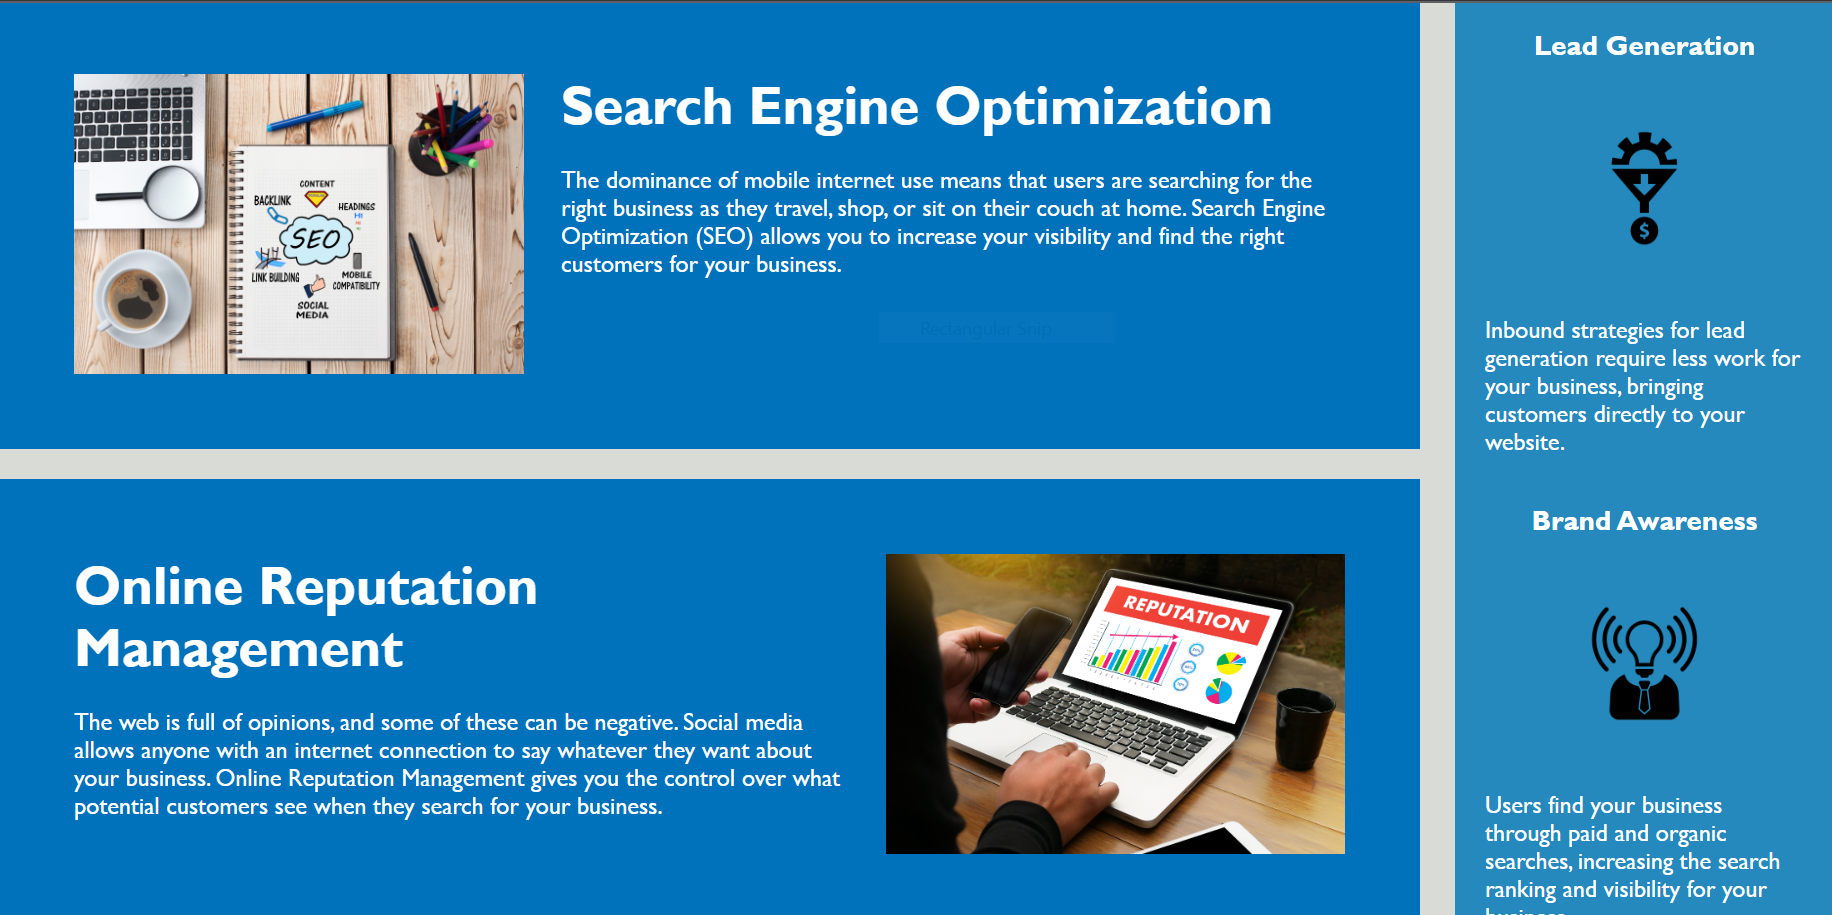 Search Engine Optimization
The dominance of mobile internet use means that users are searching for the
right business as they travel, shop, or sit on their couch at home. Search Engine
Optimization (SEO) allows you to increase your visibility and find the right
customers for your business.
Rectangular Snip
CONTENT
BACKLINK
HEADINGS
H1
SEO
LINK BUILDING
MOBILE
COMPATIBILITY
SOCIAL
MEDIA
Online Reputation
Management
The web is full of opinions, and some of these can be negative. Social media
allows anyone with an internet connection to say whatever they want about
your business. Online Reputation Management gives you the control over what
potential customers see when they search for your business.
REPUTATION
Lead Generation
$
Inbound strategies for lead
generation require less work for
your business, bringing
customers directly to your
website.
Brand Awareness
Users find your business
through paid and organic
searches, increasing the search
ranking and visibility for your